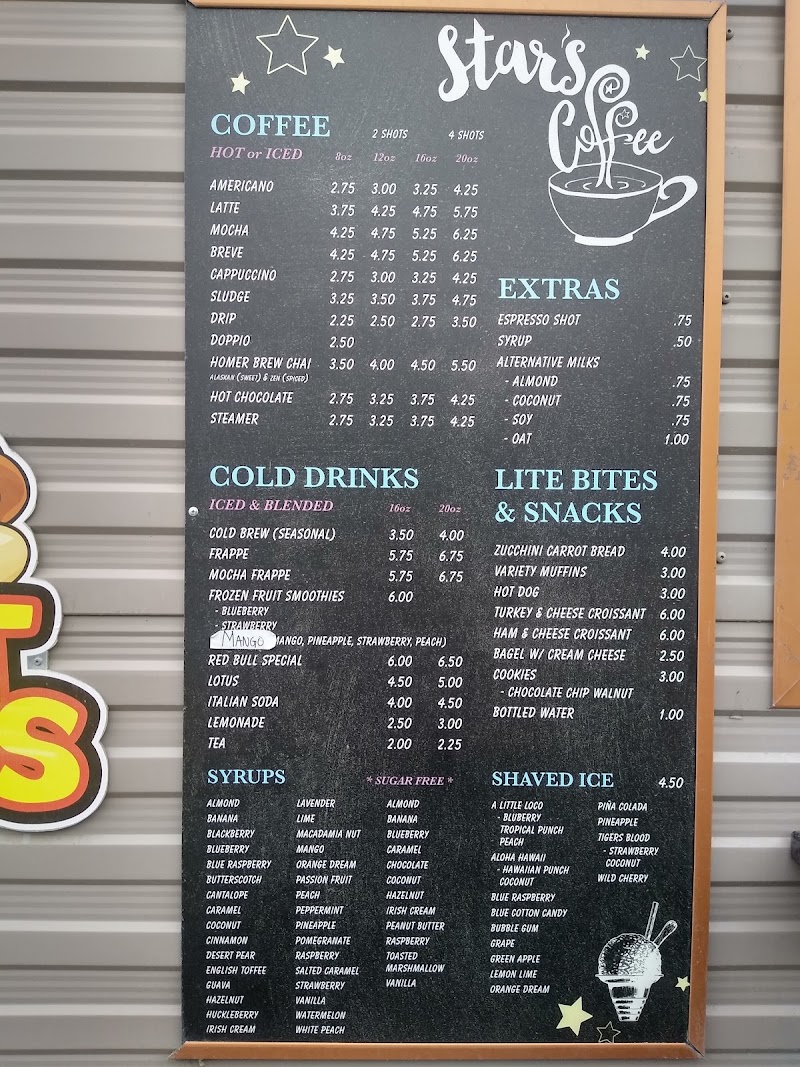 Star's
Coffee
COFFEE 2 SHOTS 4 SHOTS
HOT or ICED 8oz 12oz 16oz 20oz
AMERICANO 2.75 3.00 3.25 4.25
LATTE 3.75 4.25 4.75 5.75
MOCHA 4.25 4.75 5.25 6.25
BREVE 4.25 4.75 5.25 6.25
CAPPUCCINO 2.75 3.00 3.25 4.25
SLUDGE 3.25 3.50 3.75 4.75
DRIP 2.25 2.50 2.75 3.50
DOPPIO 2.50
HOMER BREW CHAI 3.50 4.00 4.50 5.50
ALASKAN (SWEET) & ZEN (SPICED)
HOT CHOCOLATE 2.75 3.25 3.75 4.25
STEAMER 2.75 3.25 3.75 4.25
EXTRAS
ESPRESSO SHOT .75
SYRUP .50
ALTERNATIVE MILKS
- ALMOND .75
- COCONUT .75
- SOY .75
- OAT 1.00
COLD DRINKS
ICED & BLENDED 16oz 20oz
COLD BREW (SEASONAL) 3.50 4.00
FRAPPE 5.75 6.75
MOCHA FRAPPE 5.75 6.75
FROZEN FRUIT SMOOTHIES 6.00
- BLUEBERRY
- STRAWBERRY
MANGO MANGO, PINEAPPLE, STRAWBERRY, PEACH)
RED BULL SPECIAL 6.00 6.50
LOTUS 4.50 5.00
ITALIAN SODA 4.00 4.50
LEMONADE 2.50 3.00
TEA 2.00 2.25
LITE BITES
& SNACKS
ZUCCHINI CARROT BREAD 4.00
VARIETY MUFFINS 3.00
HOT DOG 3.00
TURKEY & CHEESE CROISSANT 6.00
HAM & CHEESE CROISSANT 6.00
BAGEL W/ CREAM CHEESE 2.50
COOKIES 3.00
- CHOCOLATE CHIP WALNUT
BOTTLED WATER 1.00
SYRUPS
ALMOND
BANANA
BLACKBERRY
BLUEBERRY
BLUE RASPBERRY
BUTTERSCOTCH
CANTALOPE
CARAMEL
COCONUT
CINNAMON
DESERT PEAR
ENGLISH TOFFEE
GUAVA
HAZELNUT
HUCKLEBERRY
IRISH CREAM
LAVENDER
LIME
MACADAMIA NUT
MANGO
ORANGE DREAM
PASSION FRUIT
PEACH
PEPPERMINT
PINEAPPLE
POMEGRANATE
RASPBERRY
SALTED CARAMEL
STRAWBERRY
VANILLA
WATERMELON
WHITE PEACH
* SUGAR FREE *
ALMOND
BANANA
BLUEBERRY
CARAMEL
CHOCOLATE
COCONUT
HAZELNUT
IRISH CREAM
PEANUT BUTTER
RASPBERRY
TOASTED
MARSHMALLOW
VANILLA
SHAVED ICE 4.50
A LITTLE LOCO
- BLUBERRY
TROPICAL PUNCH
PEACH
ALOHA HAWAII
- HAWAIIAN PUNCH
COCONUT
BLUE RASPBERRY
BLUE COTTON CANDY
BUBBLE GUM
GRAPE
GREEN APPLE
LEMON LIME
ORANGE DREAM
PIÑA COLADA
PINEAPPLE
TIGERS BLOOD
- STRAWBERRY
COCONUT
WILD CHERRY